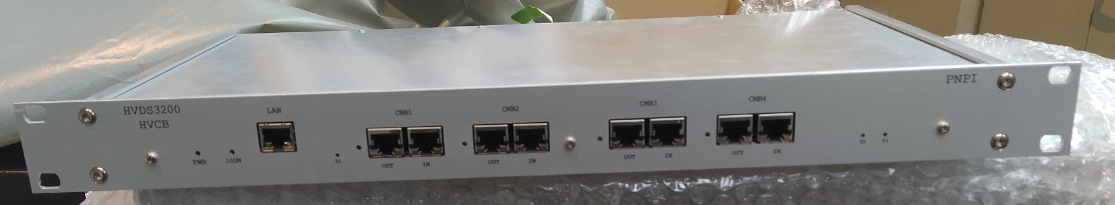 HVDS3200
HVCB
PWR
100M
LAN
CMB1
OUT IN
CMB2
OUT IN
CMB3
OUT IN
CMB4
OUT IN
PNPI